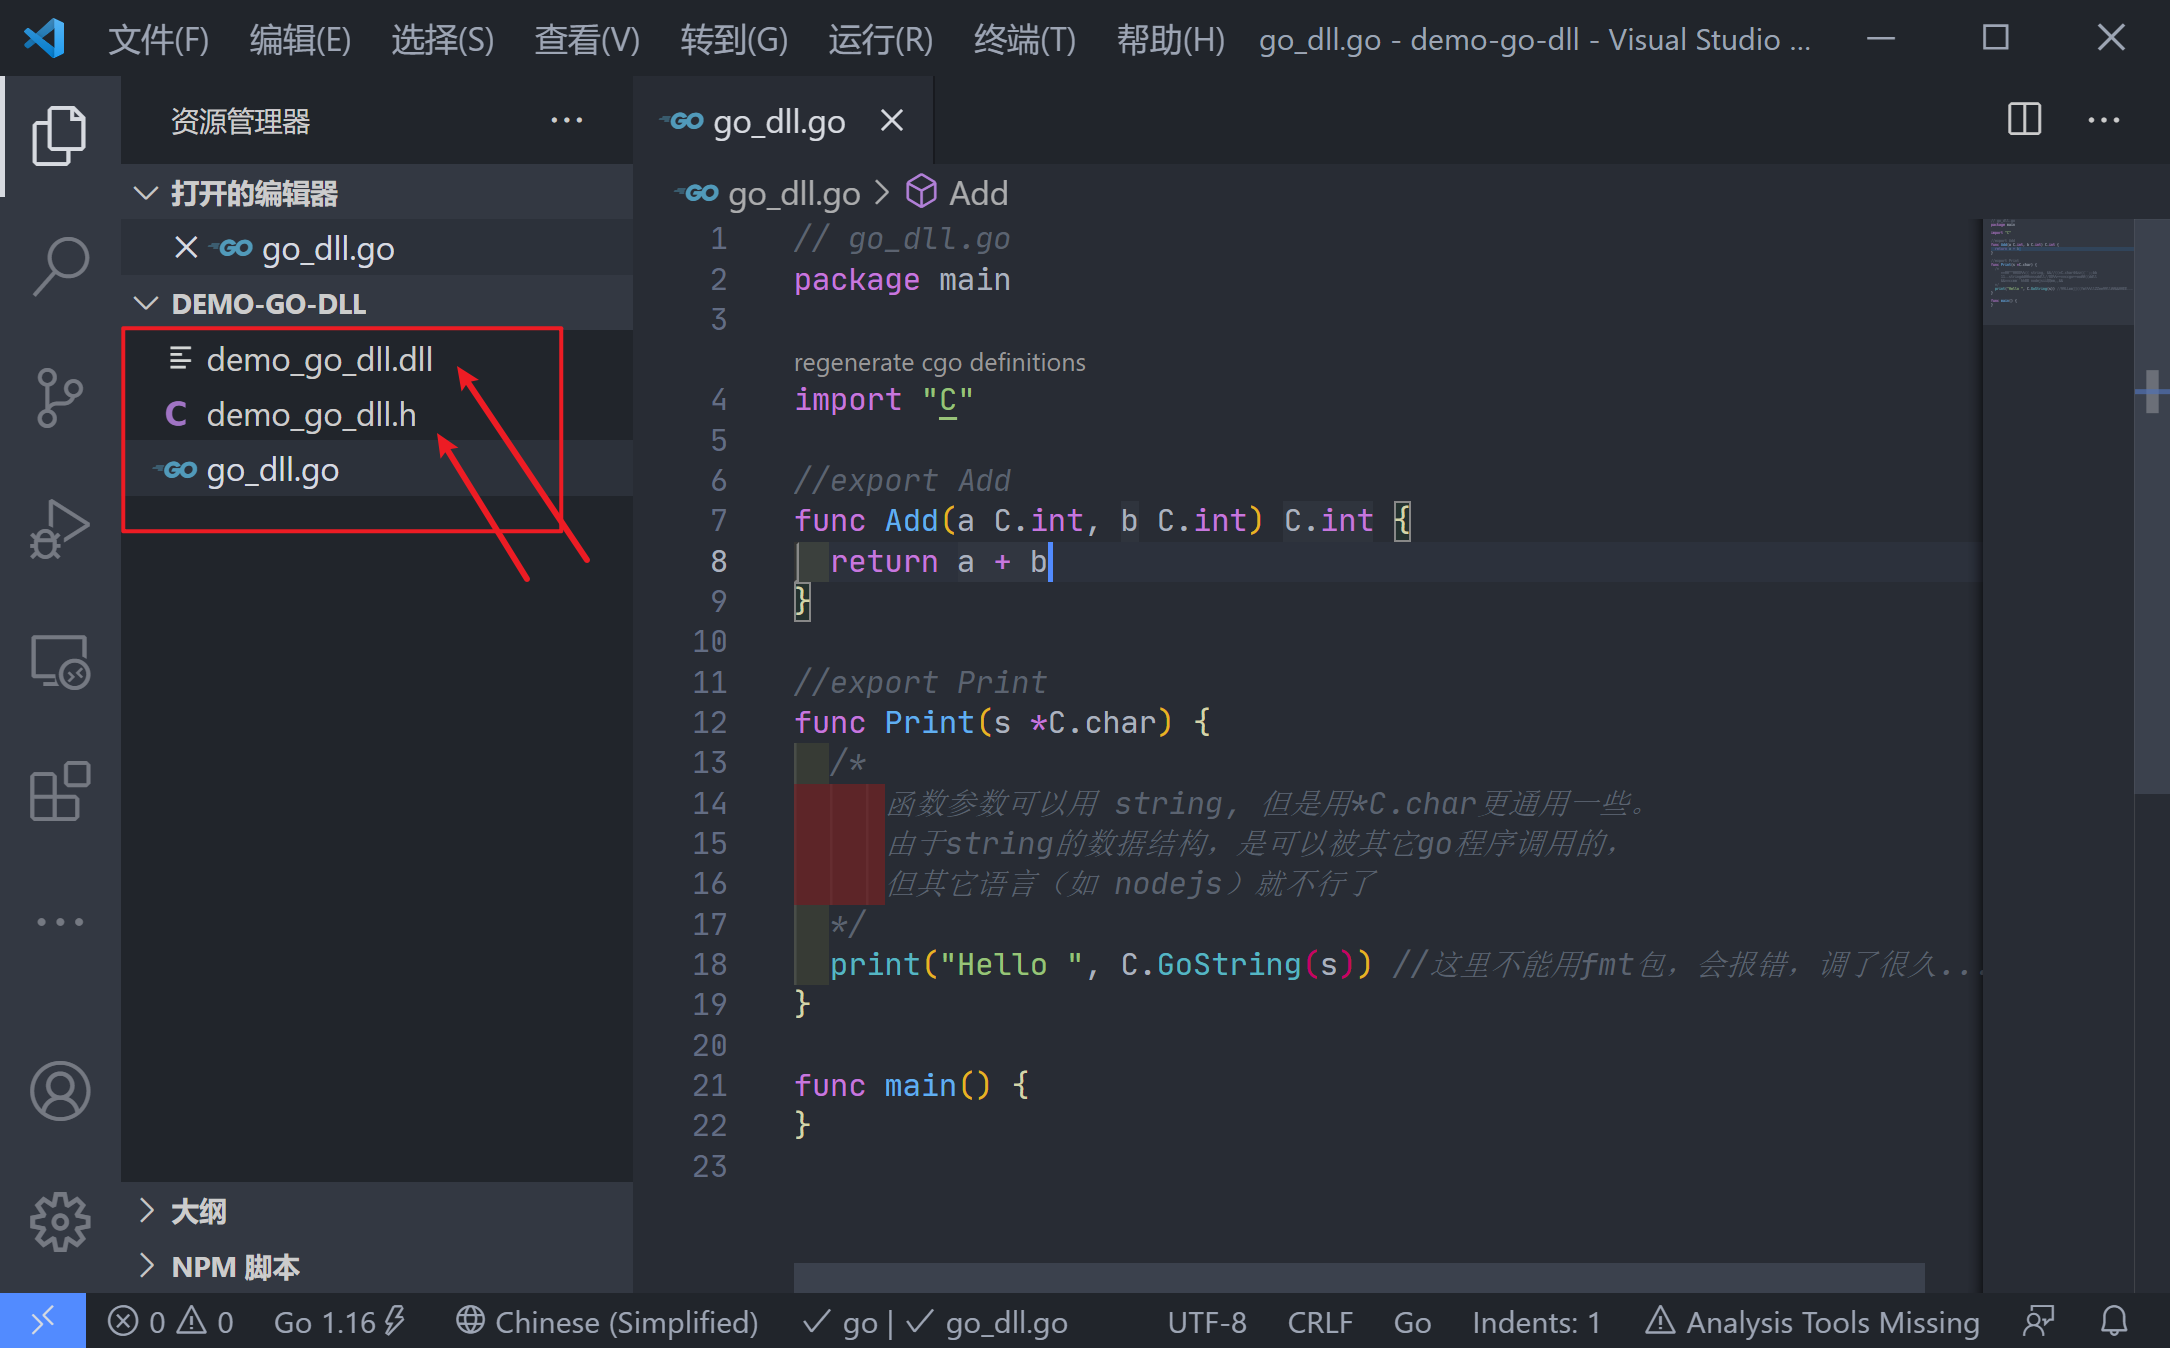 文件(F) 编辑(E) 选择(S) 查看(V) 转到(G) 运行(R) 终端(T) 帮助(H) go_dll.go - demo-go-dll - Visual Studio ...
资源管理器
打开的编辑器
GO go_dll.go
DEMO-GO-DLL
demo_go_dll.dll
C demo_go_dll.h
GO go_dll.go
大纲
NPM 脚本
GO go_dll.go
GO go_dll.go > Add
1 // go_dll.go
2 package main
3
regenerate cgo definitions
4 import "C"
5
6 //export Add
7 func Add(a C.int, b C.int) C.int {
8 return a + b
9 }
10
11 //export Print
12 func Print(s *C.char) {
13 /*
14 函数参数可以用 string, 但是用*C.char更通用一些。
15 由于string的数据结构，是可以被其它go程序调用的，
16 但其它语言（如 nodejs）就不行了
17 */
18 print("Hello ", C.GoString(s)) //这里不能用fmt包，会报错，调了很久...
19 }
20
21 func main() {
22 }
23
0 0 Go 1.16 Chinese (Simplified) go | go_dll.go UTF-8 CRLF Go Indents: 1 Analysis Tools Missing